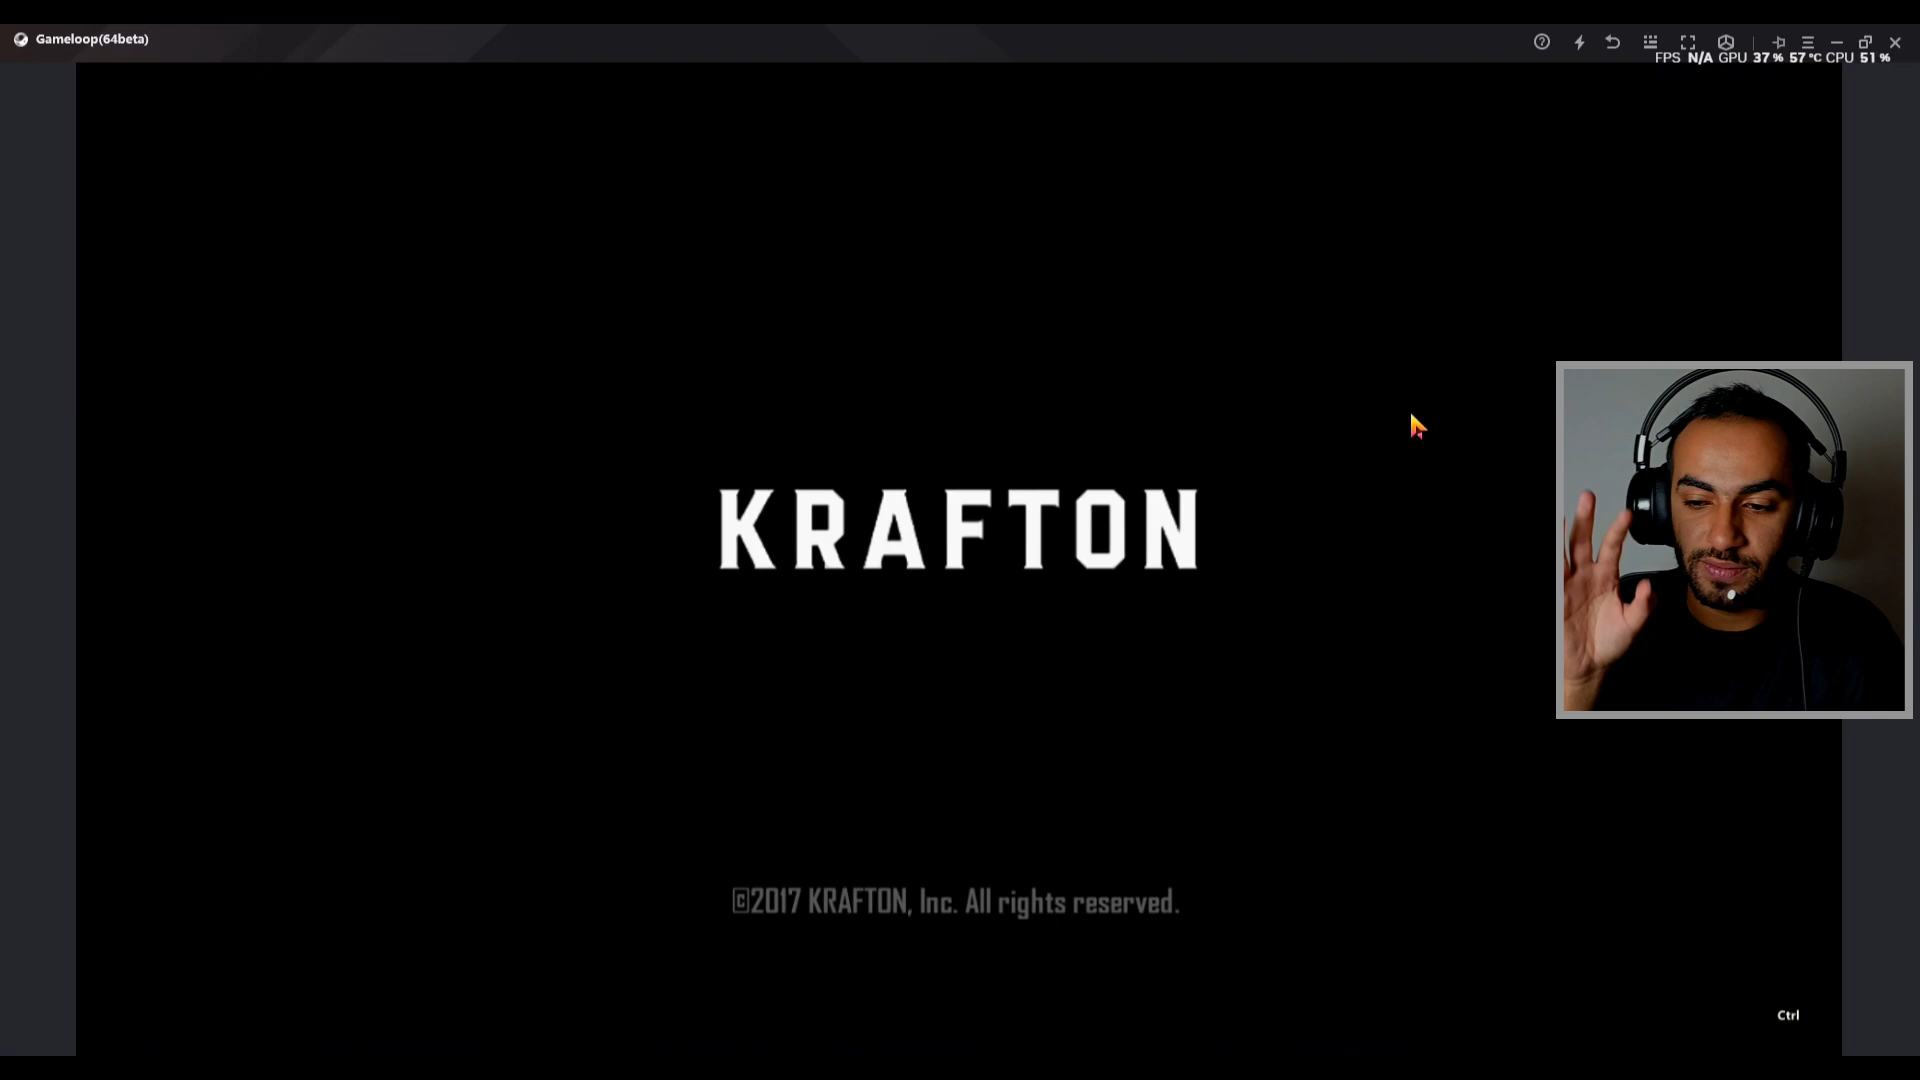 Gameloop(64beta)
FPS N/A GPU 37 % 57 °C CPU 51 %
KRAFTON
©2017 KRAFTON, Inc. All rights reserved.
Ctrl